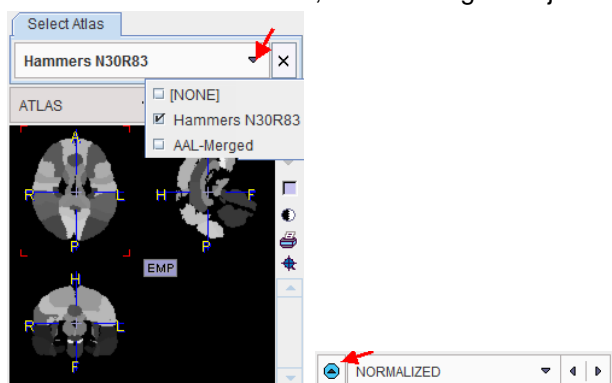 Select Atlas
Hammers N30R83
[NONE]
ATLAS
Hammers N30R83
AAL-Merged
A
H
R
L
H
F
P
P
EMP
H
R
L
F
NORMALIZED